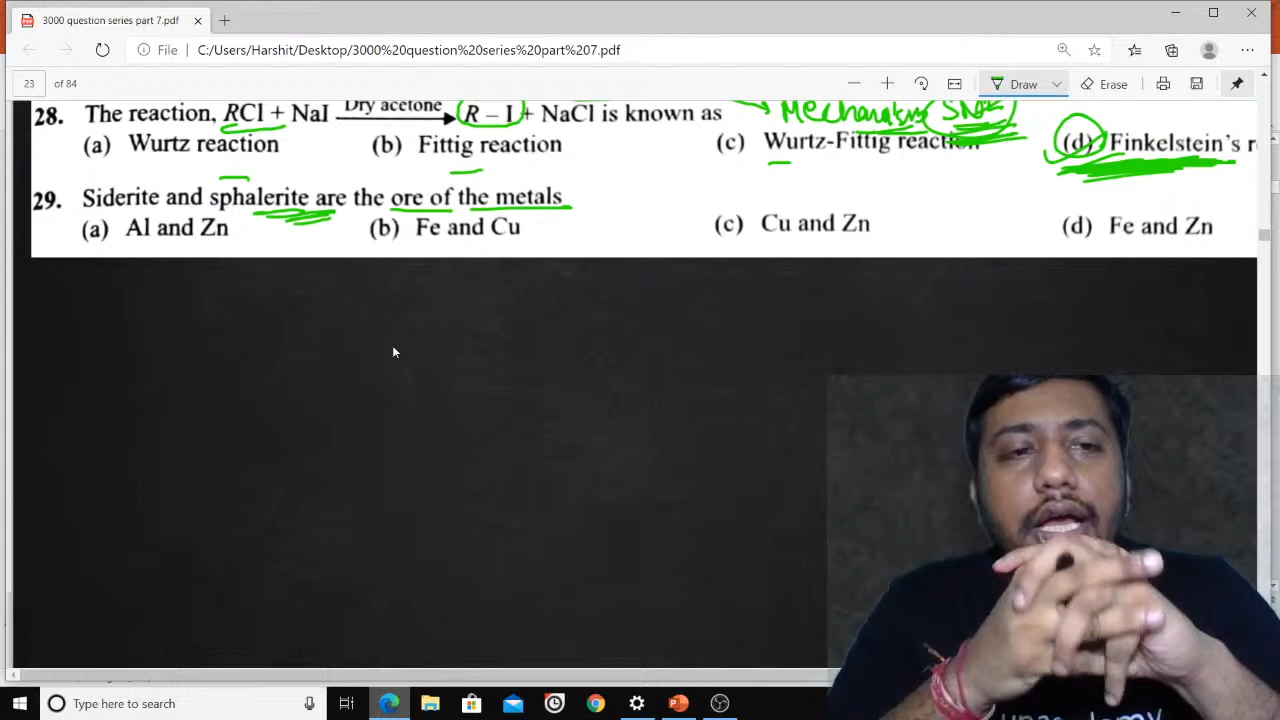 3000 question series part 7.pdf
File C:/Users/Harshit/Desktop/3000%20question%20series%20part%207.pdf
23 of 84 Draw Erase
28. The reaction, RCl + NaI Dry acetone R – I + NaCl is known as
(a) Wurtz reaction (b) Fittig reaction (c) Wurtz-Fittig reaction (d) Finkelstein's r
29. Siderite and sphalerite are the ore of the metals
(a) Al and Zn (b) Fe and Cu (c) Cu and Zn (d) Fe and Zn
Type here to search